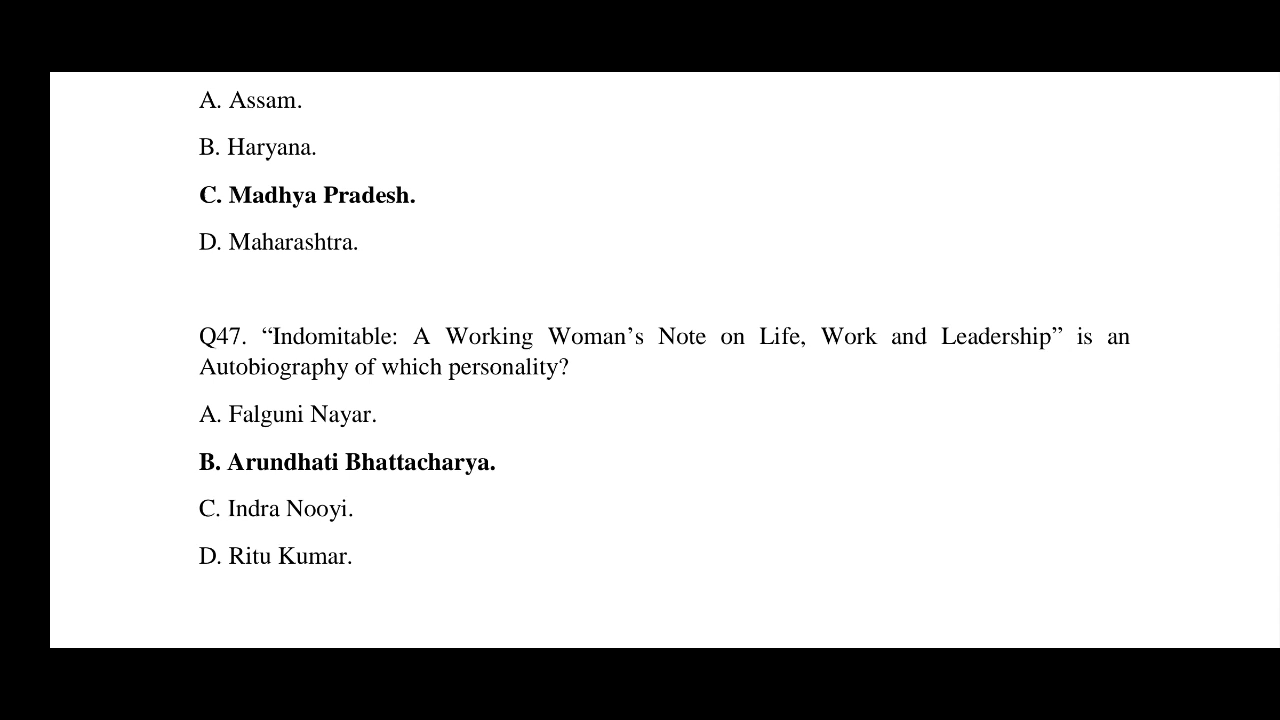 A. Assam.
B. Haryana.
C. Madhya Pradesh.
D. Maharashtra.
Q47. “Indomitable: A Working Woman’s Note on Life, Work and Leadership” is an
Autobiography of which personality?
A. Falguni Nayar.
B. Arundhati Bhattacharya.
C. Indra Nooyi.
D. Ritu Kumar.